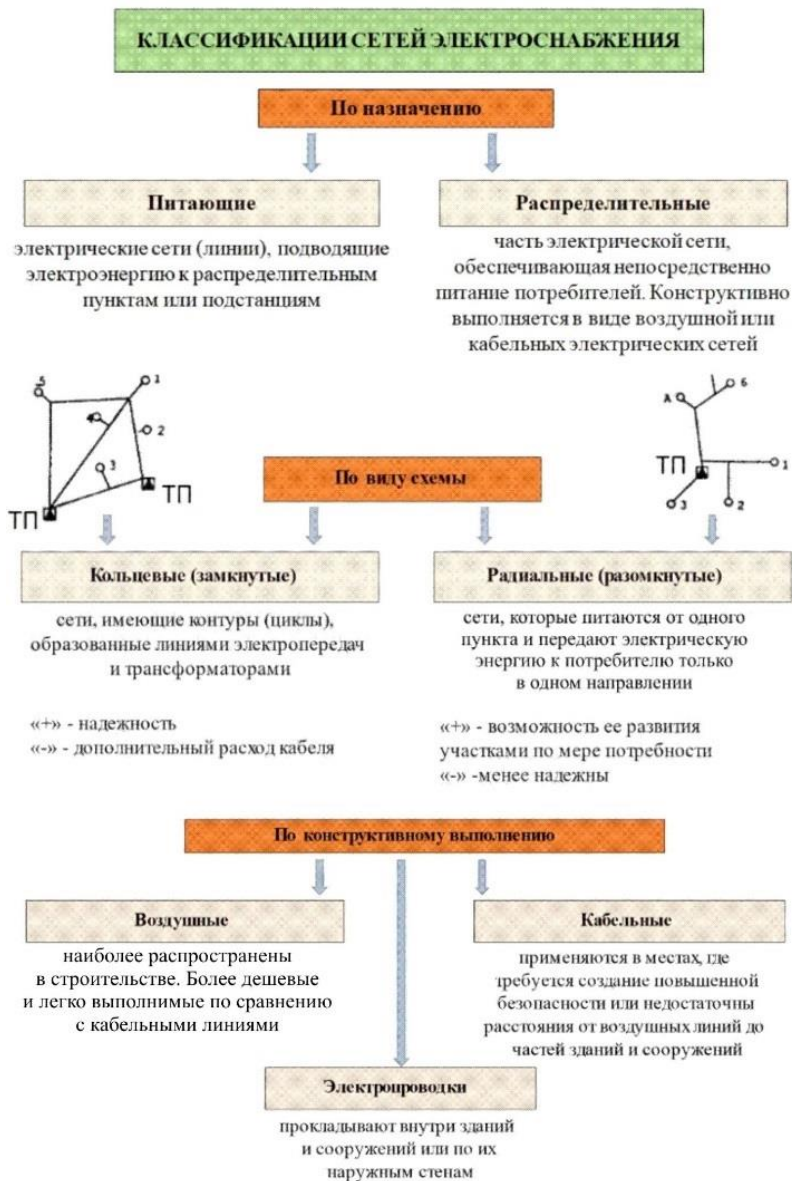 КЛАССИФИКАЦИИ СЕТЕЙ ЭЛЕКТРОСНАБЖЕНИЯ
По назначению
Питающие
электрические сети (линии), подводящие
электроэнергию к распределительным
пунктам или подстанциям
Распределительные
часть электрической сети,
обеспечивающая непосредственно
питание потребителей. Конструктивно
выполняется в виде воздушной или
кабельных электрических сетей
5
1
4
2
3
ТП
ТП
А
6
ТП
1
3
2
По виду схемы
Кольцевые (замкнутые)
сети, имеющие контуры (циклы),
образованные линиями электропередач
и трансформаторами
«+» - надежность
«-» - дополнительный расход кабеля
Радиальные (разомкнутые)
сети, которые питаются от одного
пункта и передают электрическую
энергию к потребителю только
в одном направлении
«+» - возможность ее развития
участками по мере потребности
«-» -менее надежны
По конструктивному выполнению
Воздушные
наиболее распространены
в строительстве. Более дешевые
и легко выполнимые по сравнению
с кабельными линиями
Кабельные
применяются в местах, где
требуется создание повышенной
безопасности или недостаточны
расстояния от воздушных линий до
частей зданий и сооружений
Электропроводки
прокладывают внутри зданий
и сооружений или по их
наружным стенам